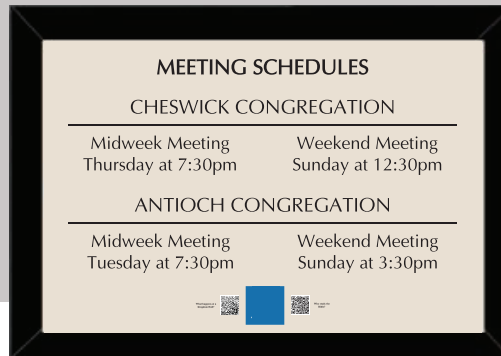 MEETING SCHEDULES
CHESWICK CONGREGATION
Midweek Meeting
Thursday at 7:30pm
Weekend Meeting
Sunday at 12:30pm
ANTIOCH CONGREGATION
Midweek Meeting
Tuesday at 7:30pm
Weekend Meeting
Sunday at 3:30pm